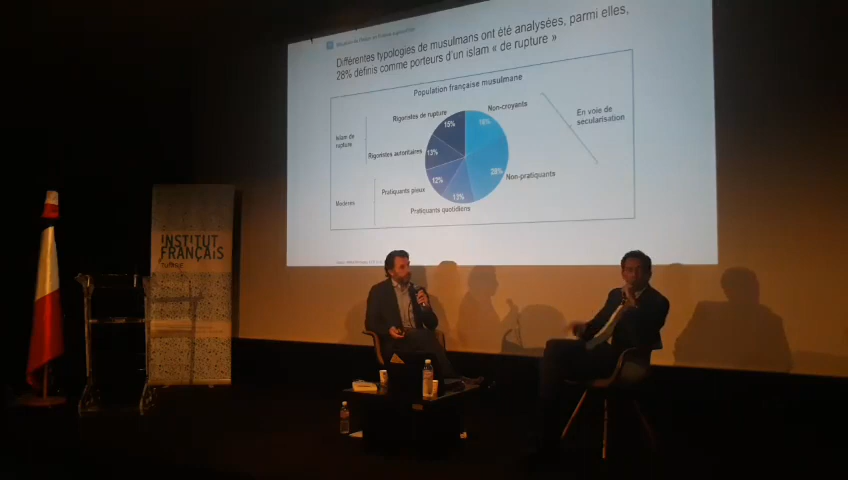 Différentes typologies de musulmans ont été analysées, parmi elles,
28% définis comme porteurs d'un islam « de rupture »
Population française musulmane
Rigoristes de rupture
Non-croyants
En voie de
sécularisation
15%
Islam de
rupture
Rigoristes autoritaires
13%
28%
Non-pratiquants
12%
Pratiquants pieux
13%
Modérés
Pratiquants quotidiens
INSTITUT
FRANÇAIS